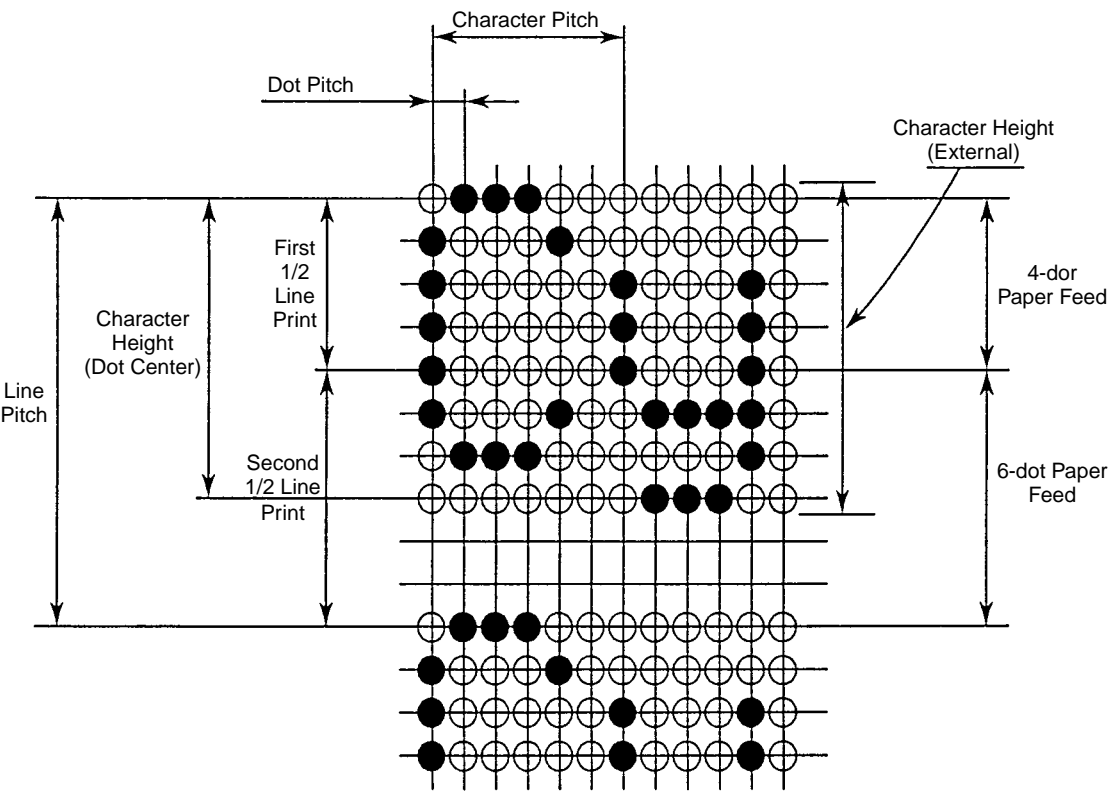 Character Pitch
Dot Pitch
Character Height
(External)
First
1/2
Line
Print
4-dor
Paper Feed
Character
Height
(Dot Center)
Line
Pitch
Second
1/2 Line
Print
6-dot Paper
Feed